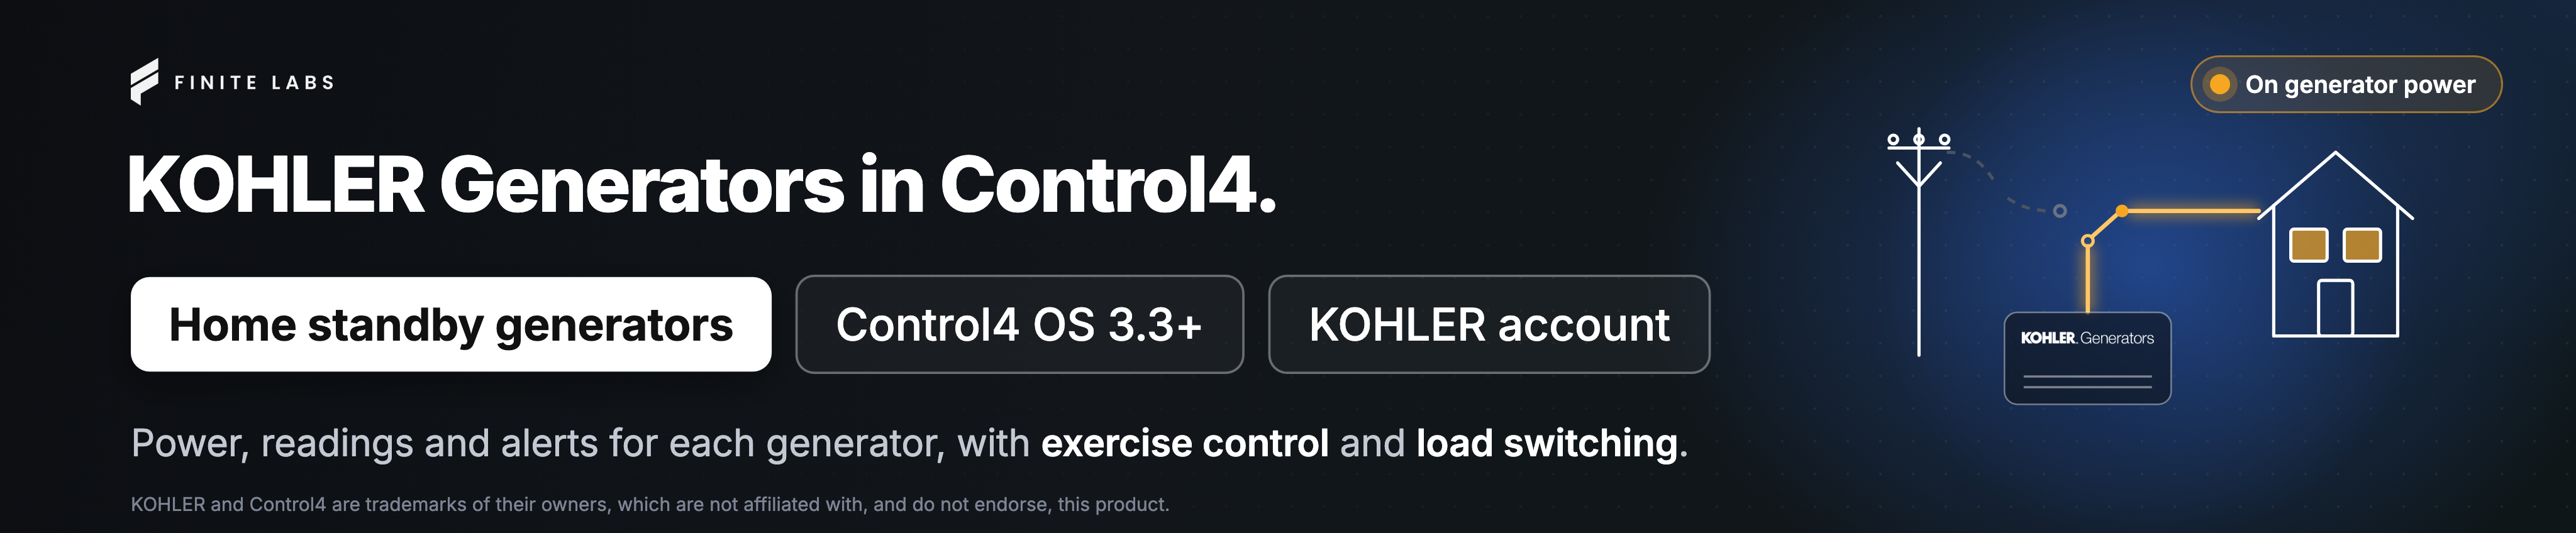 FINITE LABS
On generator power
KOHLER Generators in Control4.
Home standby generators
Control4 OS 3.3+
KOHLER account
KOHLER. Generators
Power, readings and alerts for each generator, with exercise control and load switching.
KOHLER and Control4 are trademarks of their owners, which are not affiliated with, and do not endorse, this product.